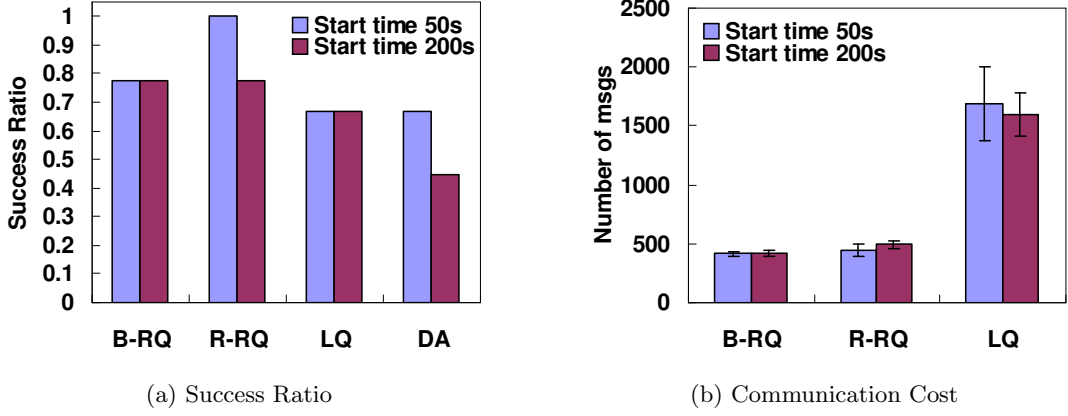 1
0.9
0.8
0.7
0.6
0.5
0.4
0.3
0.2
0.1
0
Success Ratio
Start time 50s
Start time 200s
B-RQ R-RQ LQ DA
(a) Success Ratio
2500
2000
1500
1000
500
0
Number of msgs
Start time 50s
Start time 200s
B-RQ R-RQ LQ
(b) Communication Cost